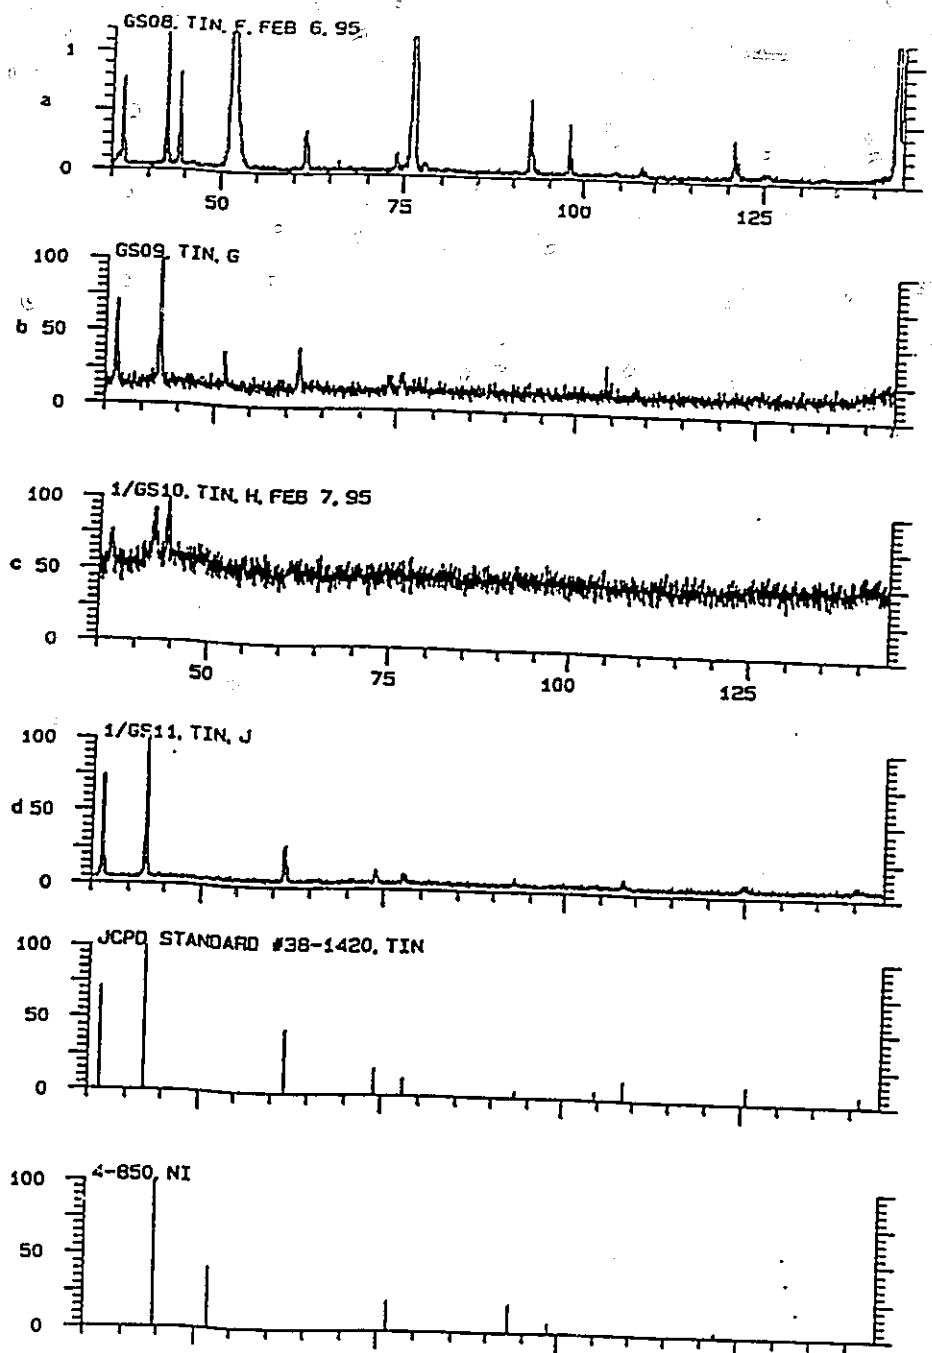 GS08, TIN, F, FEB 6, 95
1
a
0
50
75
100
125
GS09, TIN, G
100
b 50
0
1/GS10, TIN, H, FEB 7, 95
100
c 50
0
50
75
100
125
1/GS11, TIN, J
100
d 50
0
JCPD STANDARD #38-1420, TIN
100
50
0
4-850, NI
100
50
0